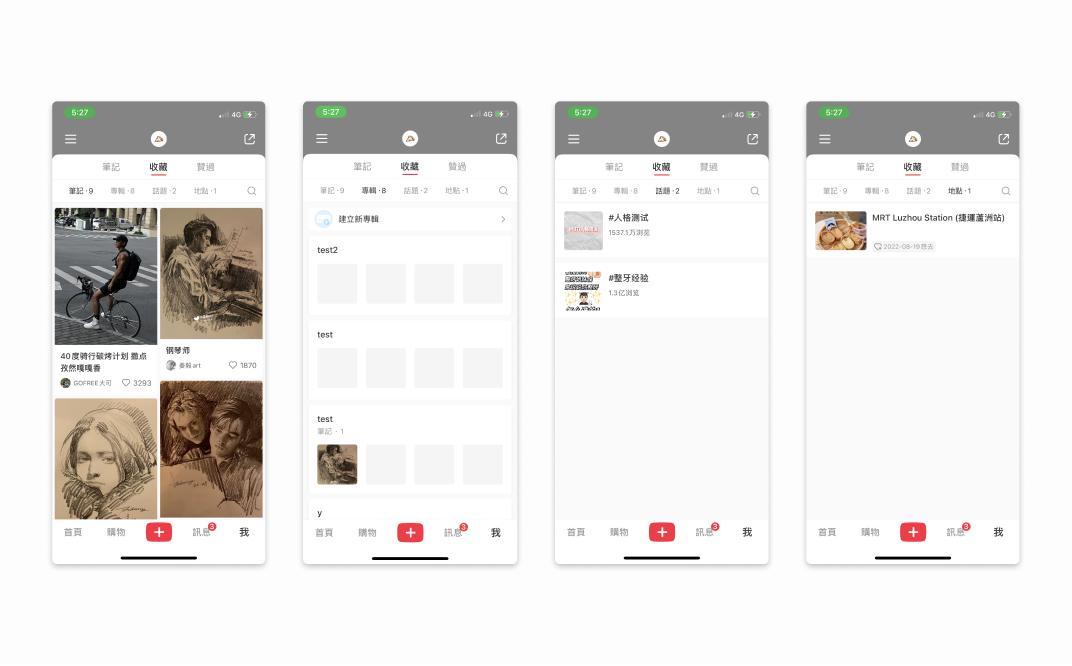 5:27
4G
筆記
收藏
贊過
筆記·9
專輯·8
話題·2
地點·1
40度骑行碳烤计划 撒点
孜然嘎嘎香
GOFREE大可
3293
钢琴师
1870
首頁
購物
訊息
3
我
5:27
4G
筆記
收藏
贊過
筆記·9
專輯·8
話題·2
地點·1
建立新專輯
test2
test
test
筆記·1
y
首頁
購物
訊息
3
我
5:27
4G
筆記
收藏
贊過
筆記·9
專輯·8
話題·2
地點·1
#人格测试
1537.1万浏览
#整牙经验
1.3亿浏览
首頁
購物
訊息
3
我
5:27
4G
筆記
收藏
贊過
筆記·9
專輯·8
話題·2
地點·1
MRT Luzhou Station (捷運蘆洲站)
2022-08-19想去
首頁
購物
訊息
3
我